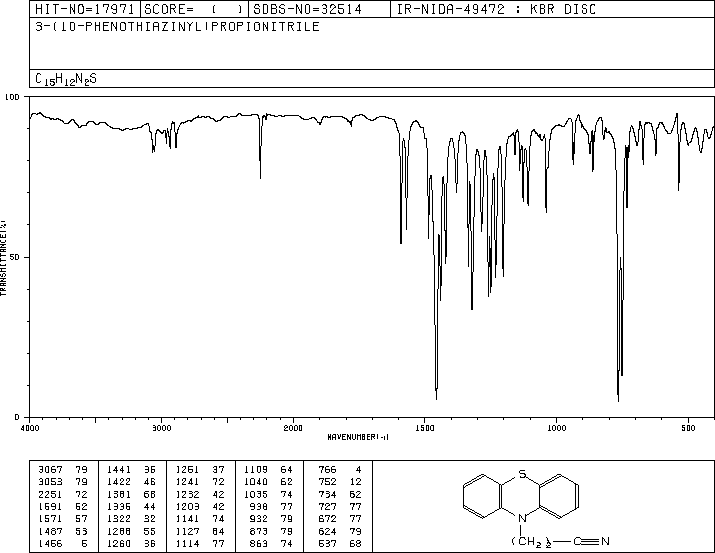 HIT-NO=17971 SCORE= ( ) SDBS-NO=32514 IR-NIDA-49472 : KBR DISC
3-(10-PHENOTHIAZINYL)PROPIONITRILE
C15H12N2S
100
50
0
TRANSMITTANCE(%)
4000 3000 2000 1500 1000 500
WAVENUMBER(-1)
3067 79 1441 36 1251 37 1109 64 766 4
3053 79 1422 46 1241 72 1040 62 752 12
2251 72 1381 68 1232 42 1035 74 734 62
1591 52 1336 44 1203 42 938 77 727 77
1571 57 1322 32 1141 74 932 79 672 77
1487 53 1288 55 1127 64 873 79 624 79
1456 5 1260 36 1114 77 863 74 537 68
S
N
(CH2)2 C N